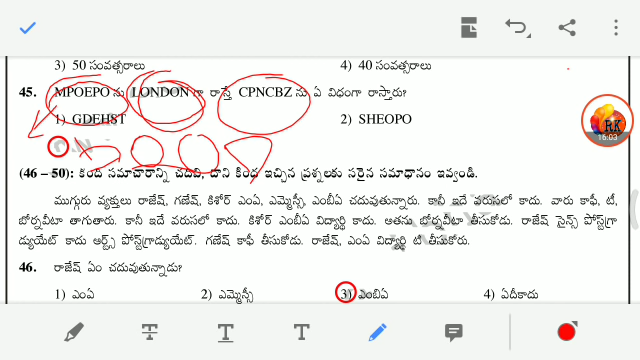 3) 50 సంవత్సరాలు 4) 40 సంవత్సరాలు
45. MPOEPO ను LONDON గా రాస్తే CPNCBZ ను ఏ విధంగా రాస్తారు?
1) GDEHST 2) SHEOPO
RK
15:03
(46 – 50): కింది సమాచారాన్ని చదివి, దాని కింద ఇచ్చిన ప్రశ్నలకు సరైన సమాధానం ఇవ్వండి.
ముగ్గురు వ్యక్తులు రాజేష్, గణేష్, కిశోర్ ఎంఏ, ఎమ్మెస్సీ, ఎంబీఏ చదువుతున్నారు. కానీ ఇదే వరుసలో కాదు. వారు కాఫీ, టీ,
బోర్నవీటా తాగుతారు. కానీ ఇదే వరుసలో కాదు. కిశోర్ ఎంబీఏ విద్యార్థి కాదు. అతను బోర్నవీటా తీసుకోడు. రాజేష్ సైన్స్ పోస్ట్‌గ్రా
డ్యుయేట్ కాదు ఆర్ట్స్ పోస్ట్‌గ్రాడ్యుయేట్. గణేష్ కాఫీ తీసుకోడు. రాజేష్, ఎంఏ విద్యార్థి టీ తీసుకోరు.
46. రాజేష్ ఏం చదువుతున్నాడు?
1) ఎంఏ 2) ఎమ్మెస్సీ 3) ఎంబిఏ 4) ఏదీకాదు
T T T